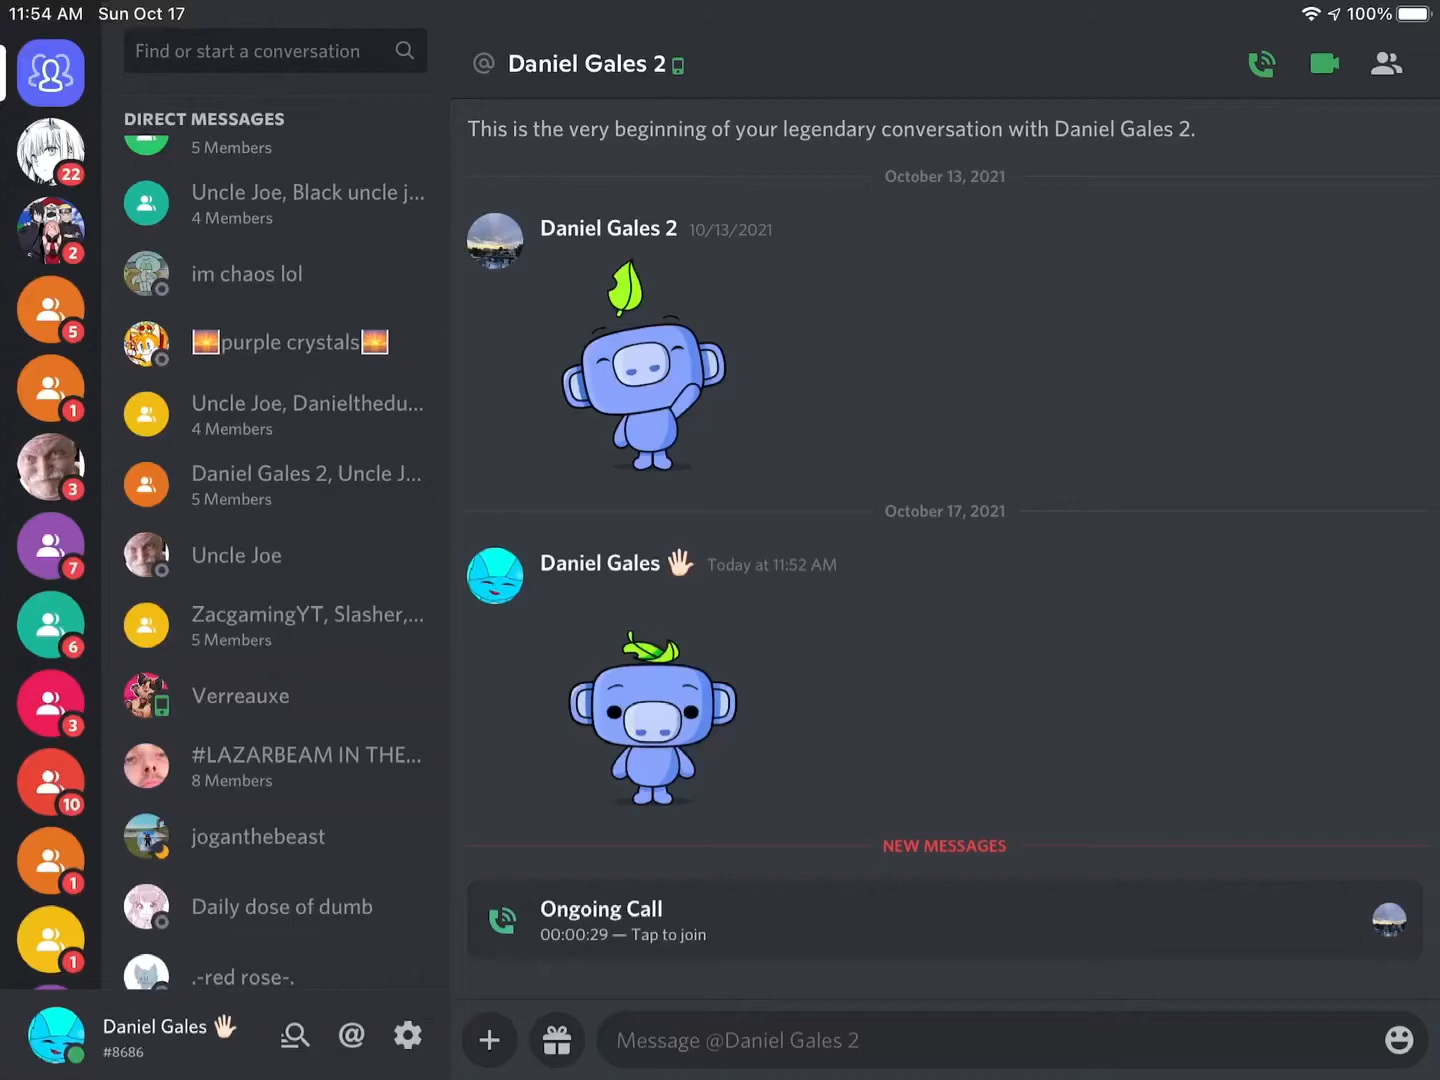 11:54 AM Sun Oct 17
100%
Find or start a conversation
DIRECT MESSAGES
5 Members
Uncle Joe, Black uncle j...
4 Members
im chaos lol
purple crystals
Uncle Joe, Danielthedu...
4 Members
Daniel Gales 2, Uncle J...
5 Members
Uncle Joe
ZacgamingYT, Slasher,...
5 Members
Verreauxe
#LAZARBEAM IN THE...
8 Members
joganthebeast
Daily dose of dumb
.-red rose-.
22
2
5
1
3
7
6
3
10
1
1
Daniel Gales 🖐🏻
#8686
@ Daniel Gales 2
This is the very beginning of your legendary conversation with Daniel Gales 2.
October 13, 2021
Daniel Gales 2 10/13/2021
October 17, 2021
Daniel Gales 🖐🏻 Today at 11:52 AM
NEW MESSAGES
Ongoing Call
00:00:29 — Tap to join
Message @Daniel Gales 2